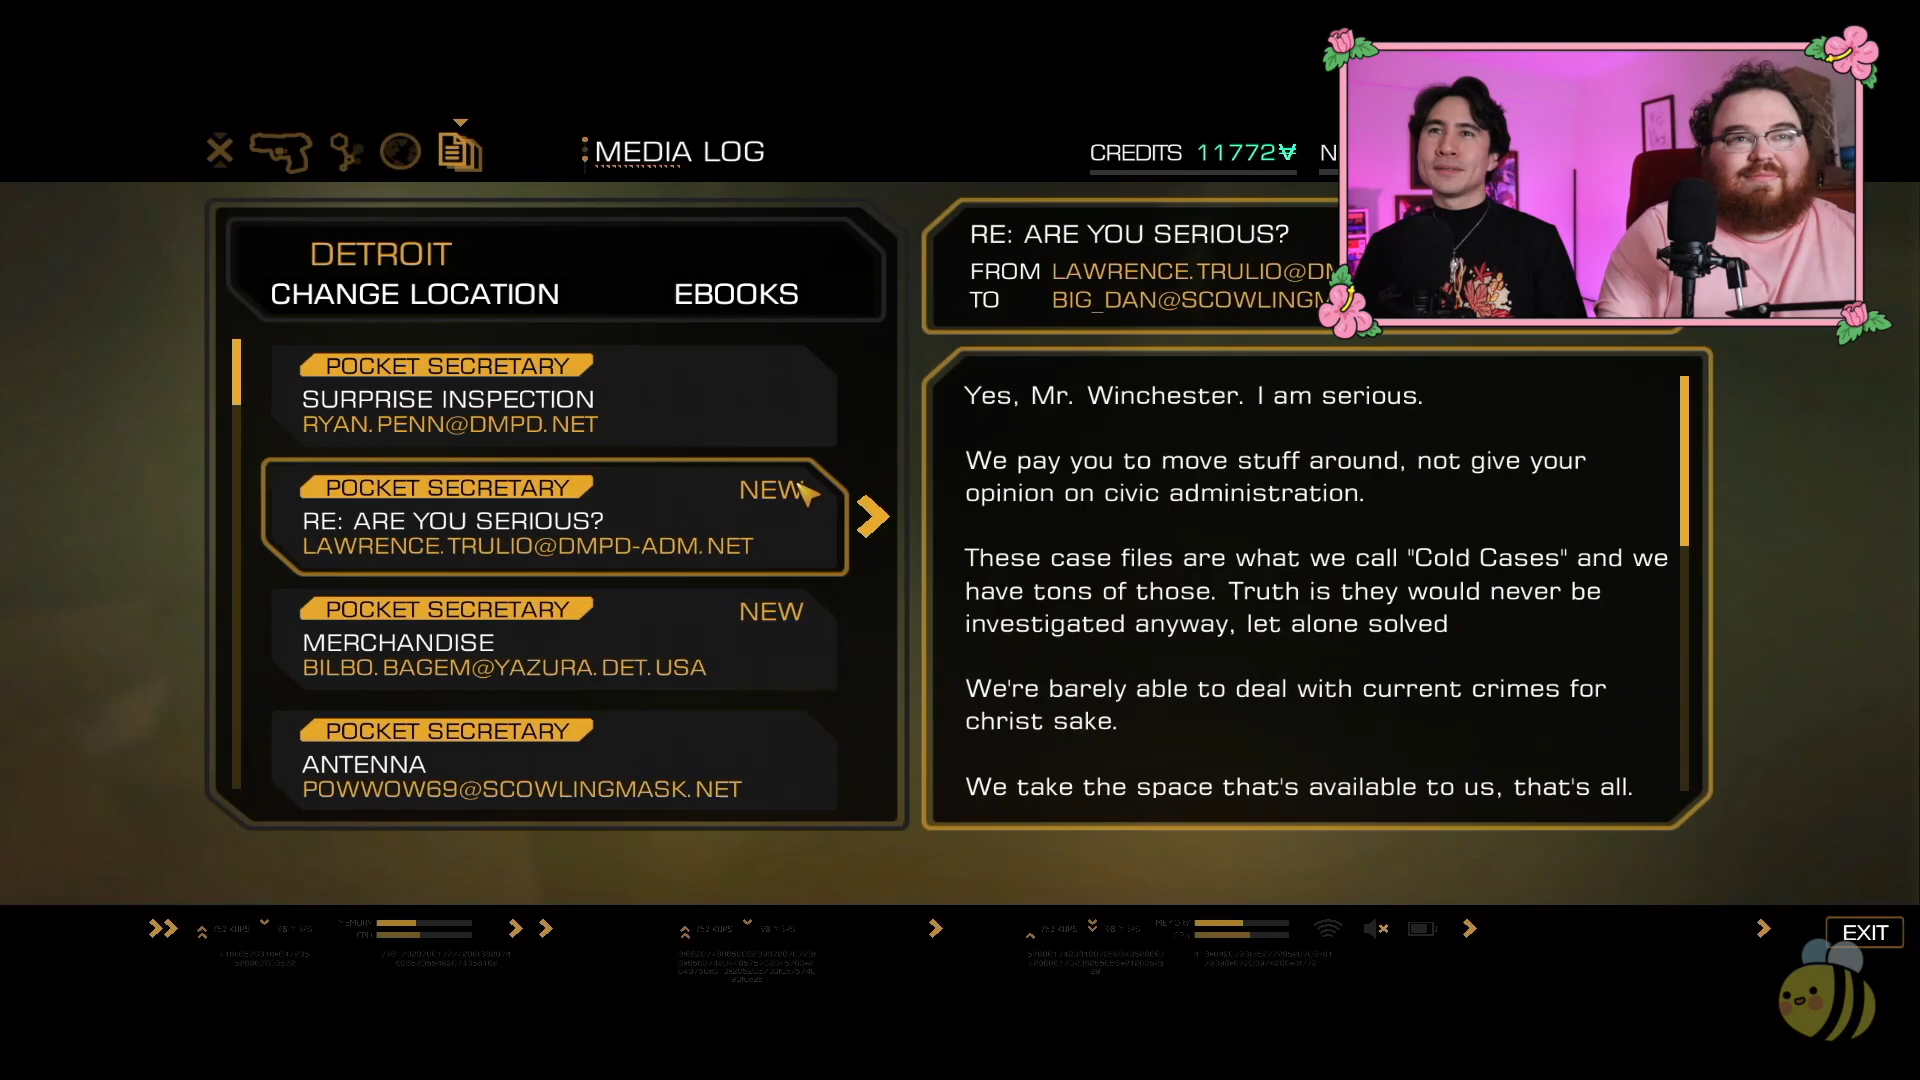 MEDIA LOG
CREDITS 11772
N
DETROIT
CHANGE LOCATION EBOOKS
POCKET SECRETARY
SURPRISE INSPECTION
RYAN.PENN@DMPD.NET
POCKET SECRETARY NEW
RE: ARE YOU SERIOUS?
LAWRENCE.TRULIO@DMPD-ADM.NET
POCKET SECRETARY NEW
MERCHANDISE
BILBO.BAGEM@YAZURA.DET.USA
POCKET SECRETARY
ANTENNA
POWWOW69@SCOWLINGMASK.NET
RE: ARE YOU SERIOUS?
FROM LAWRENCE.TRULIO@DM
TO BIG_DAN@SCOWLINGM
Yes, Mr. Winchester. I am serious.
We pay you to move stuff around, not give your
opinion on civic administration.
These case files are what we call "Cold Cases" and we
have tons of those. Truth is they would never be
investigated anyway, let alone solved
We're barely able to deal with current crimes for
christ sake.
We take the space that's available to us, that's all.
MEMORY
CPU
MEMORY
EXIT